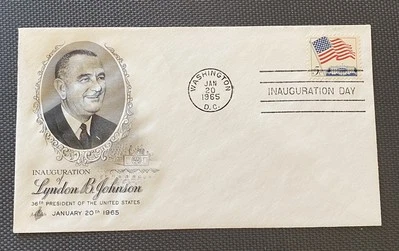 WASHINGTON
JAN
20
1965
D.C.
INAUGURATION DAY
INAUGURATION
of
Lyndon B. Johnson
36TH PRESIDENT OF THE UNITED STATES
JANUARY 20TH 1965